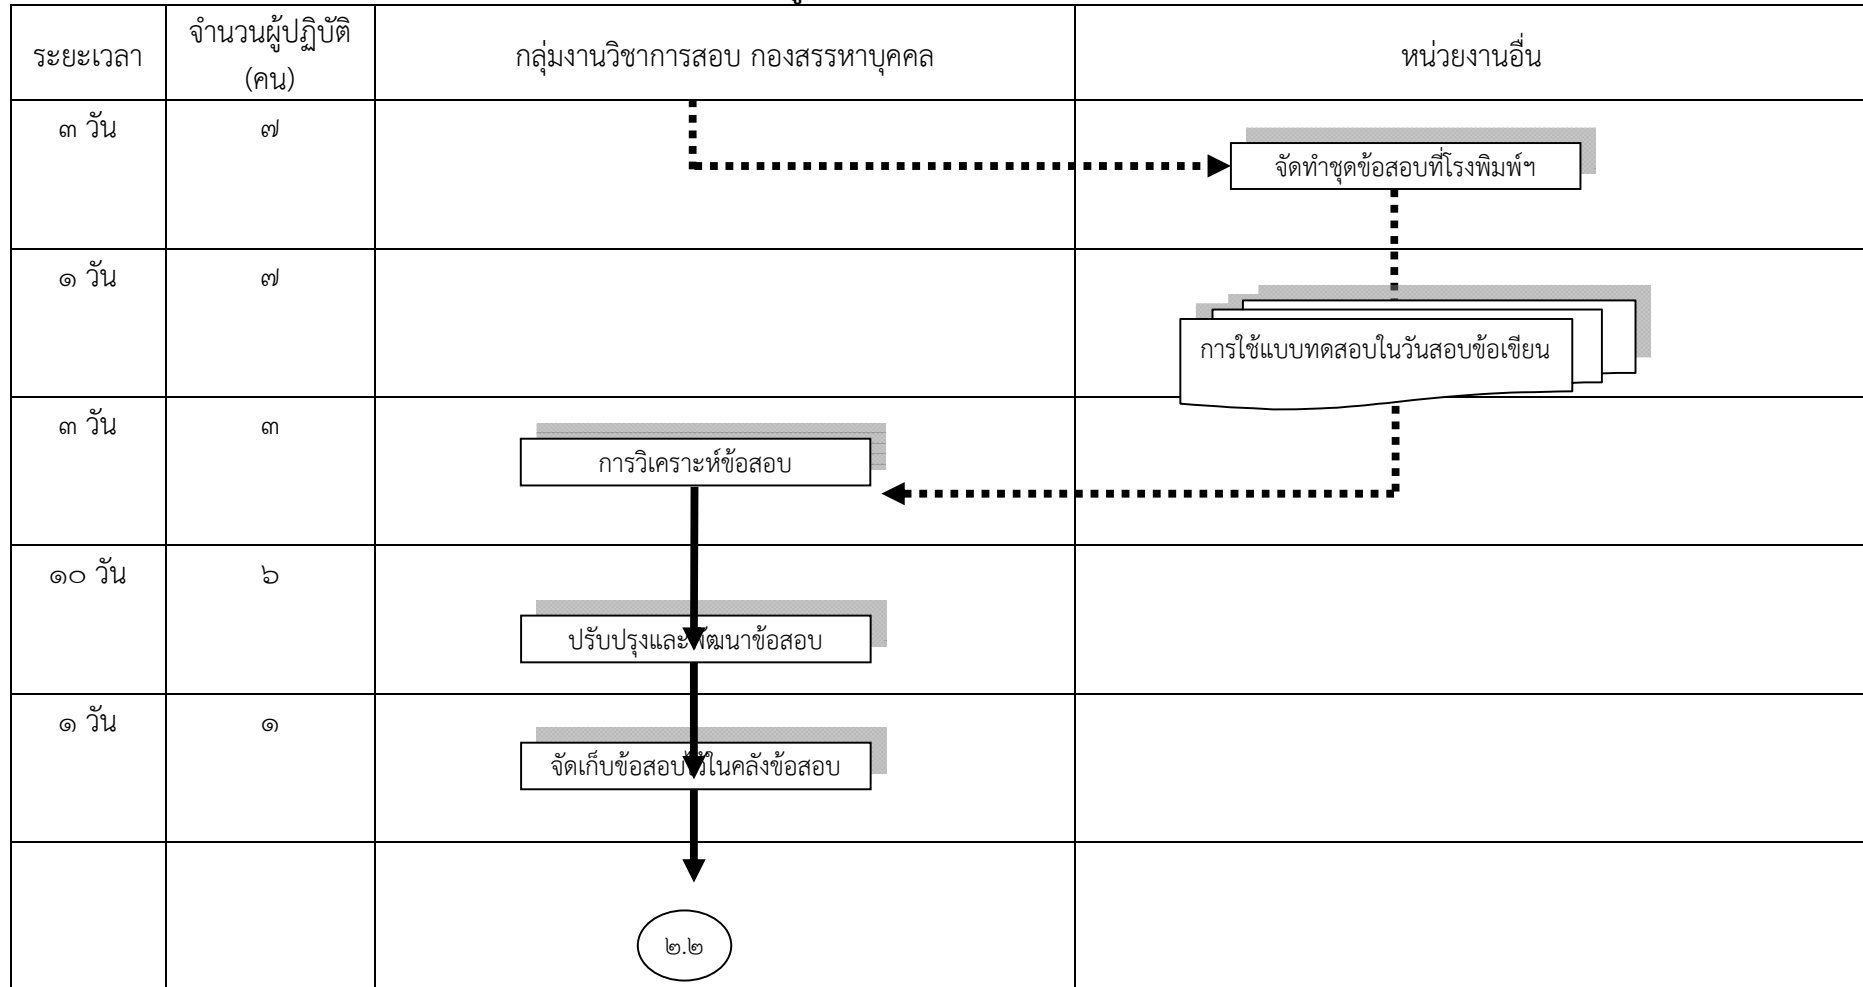 ระยะเวลา
จำนวนผู้ปฏิบัติ
(คน)
กลุ่มงานวิชาการสอบ กองสรรหาบุคคล
หน่วยงานอื่น
๓ วัน
๗
จัดทำชุดข้อสอบที่โรงพิมพ์ฯ
๑ วัน
๗
การใช้แบบทดสอบในวันสอบข้อเขียน
๓ วัน
๓
การวิเคราะห์ข้อสอบ
๑๐ วัน
๖
ปรับปรุงและพัฒนาข้อสอบ
๑ วัน
๑
จัดเก็บข้อสอบไว้ในคลังข้อสอบ
๒.๒